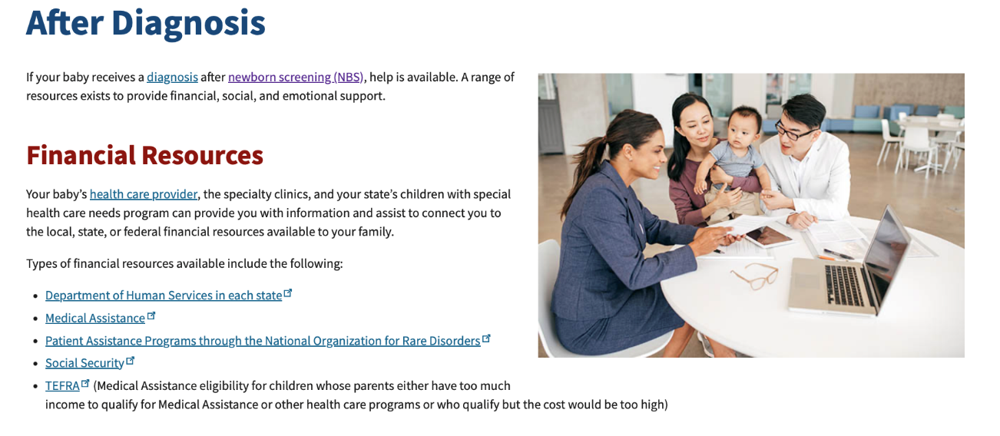 After Diagnosis
If your baby receives a diagnosis after newborn screening (NBS), help is available. A range of
resources exists to provide financial, social, and emotional support.
Financial Resources
Your baby’s health care provider, the specialty clinics, and your state’s children with special
health care needs program can provide you with information and assist to connect you to
the local, state, or federal financial resources available to your family.
Types of financial resources available include the following:
• Department of Human Services in each state
• Medical Assistance
• Patient Assistance Programs through the National Organization for Rare Disorders
• Social Security
• TEFRA (Medical Assistance eligibility for children whose parents either have too much
income to qualify for Medical Assistance or other health care programs or who qualify but the cost would be too high)